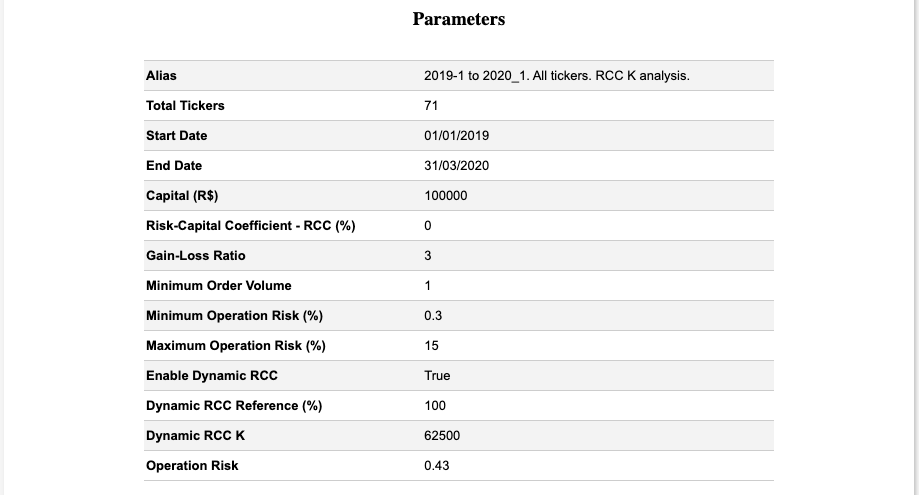 Parameters
Alias 2019-1 to 2020_1. All tickers. RCC K analysis.
Total Tickers 71
Start Date 01/01/2019
End Date 31/03/2020
Capital (R$) 100000
Risk-Capital Coefficient - RCC (%) 0
Gain-Loss Ratio 3
Minimum Order Volume 1
Minimum Operation Risk (%) 0.3
Maximum Operation Risk (%) 15
Enable Dynamic RCC True
Dynamic RCC Reference (%) 100
Dynamic RCC K 62500
Operation Risk 0.43